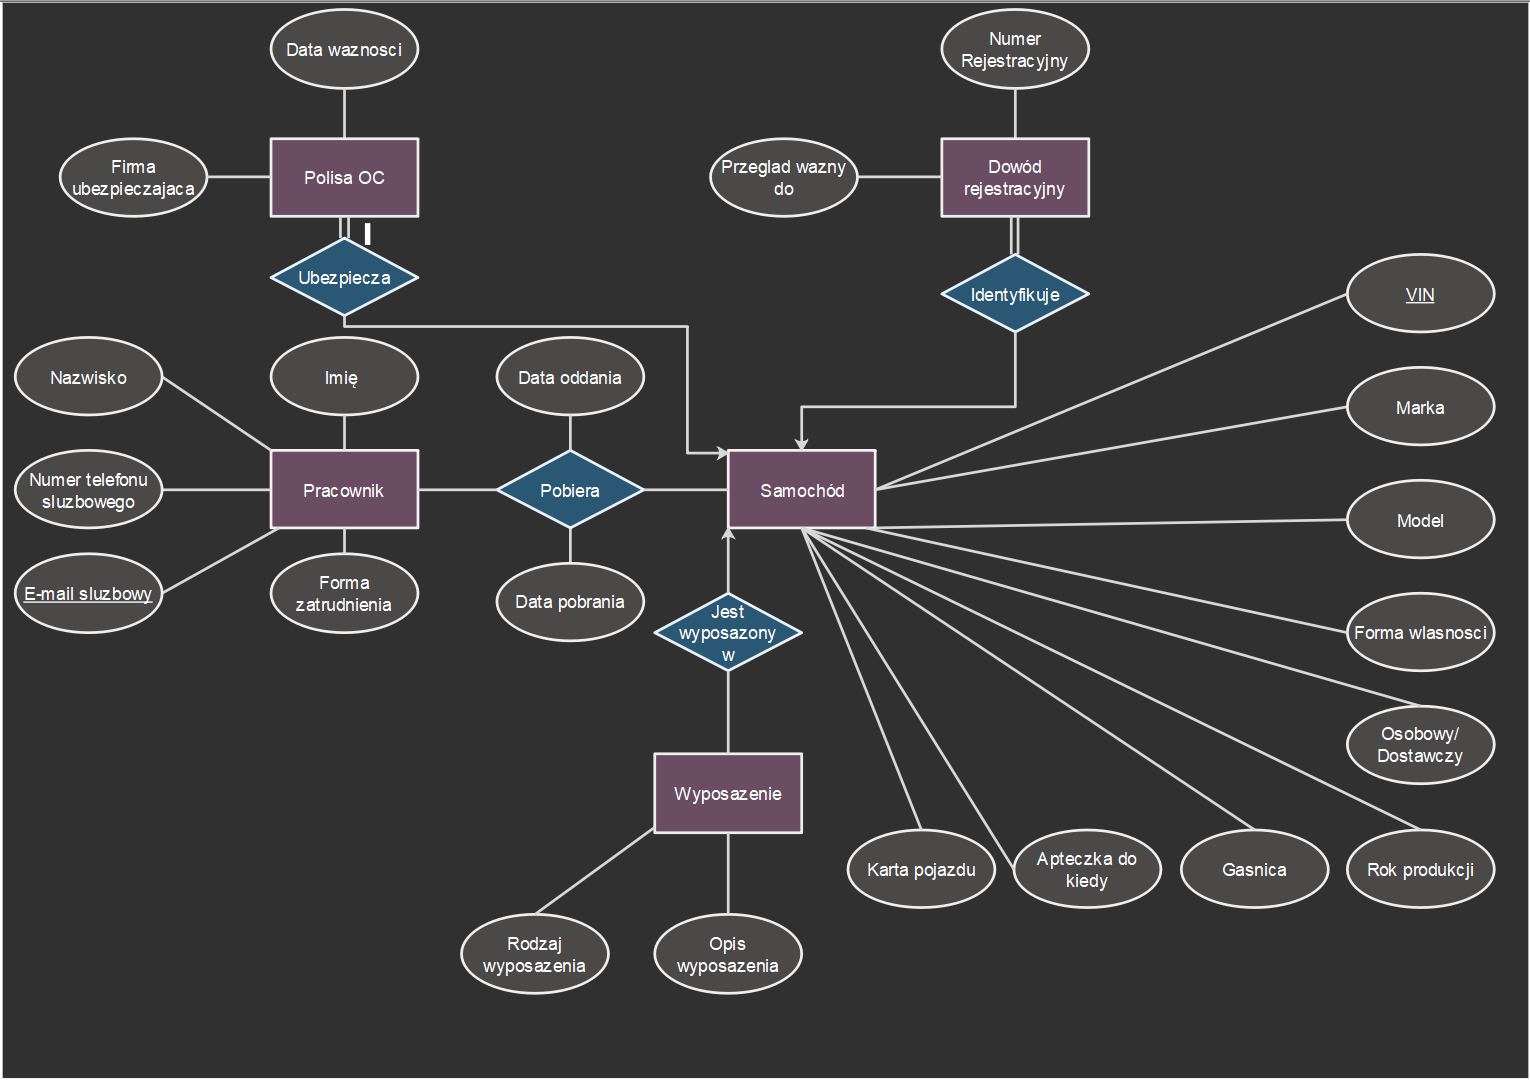 Data waznosci
Numer
Rejestracyjny
Firma
ubezpieczajaca
Polisa OC
Przeglad wazny
do
Dowód
rejestracyjny
Ubezpiecza
Identyfikuje
VIN
Nazwisko
Imię
Data oddania
Marka
Numer telefonu
sluzbowego
Pracownik
Pobiera
Samochód
Model
E-mail sluzbowy
Forma
zatrudnienia
Data pobrania
Jest
wyposazony
w
Forma wlasnosci
Osobowy/
Dostawczy
Wyposazenie
Karta pojazdu
Apteczka do
kiedy
Gasnica
Rok produkcji
Rodzaj
wyposazenia
Opis
wyposazenia